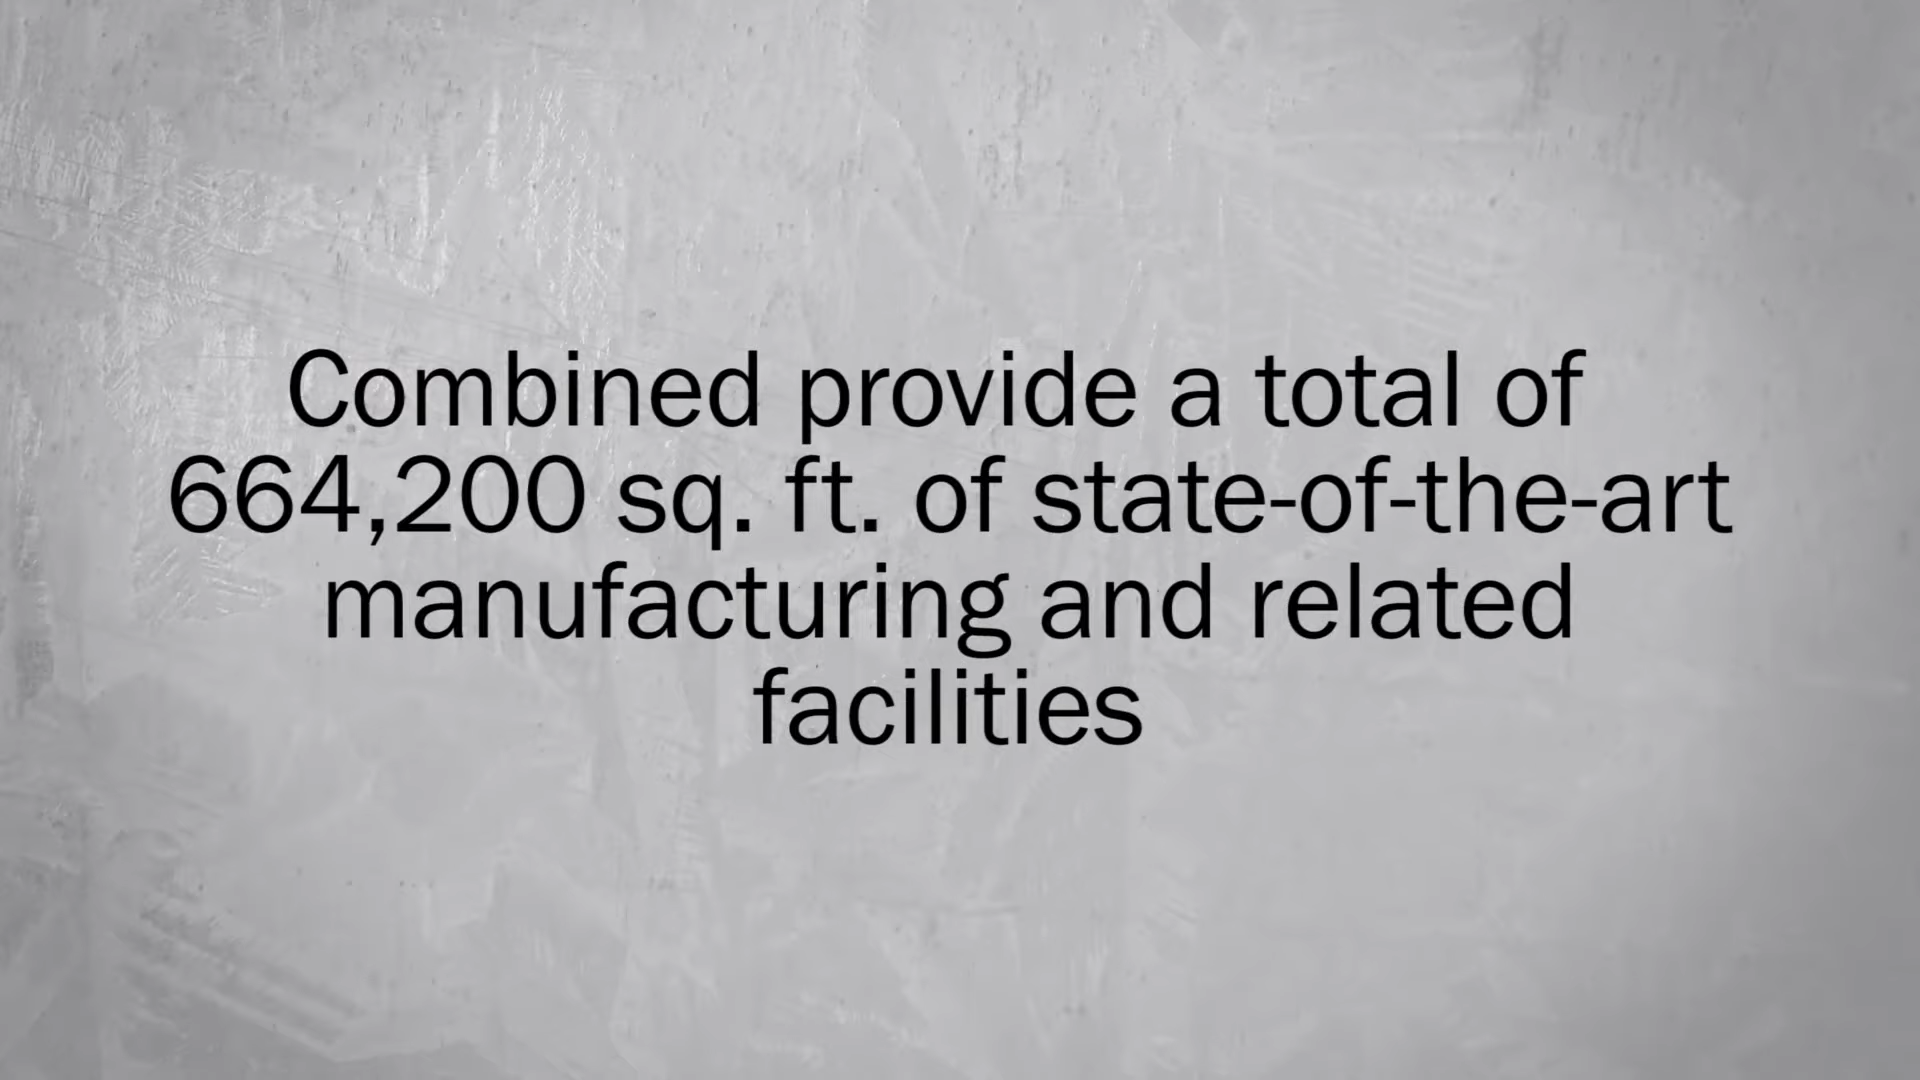 Combined provide a total of
664,200 sq. ft. of state-of-the-art
manufacturing and related
facilities